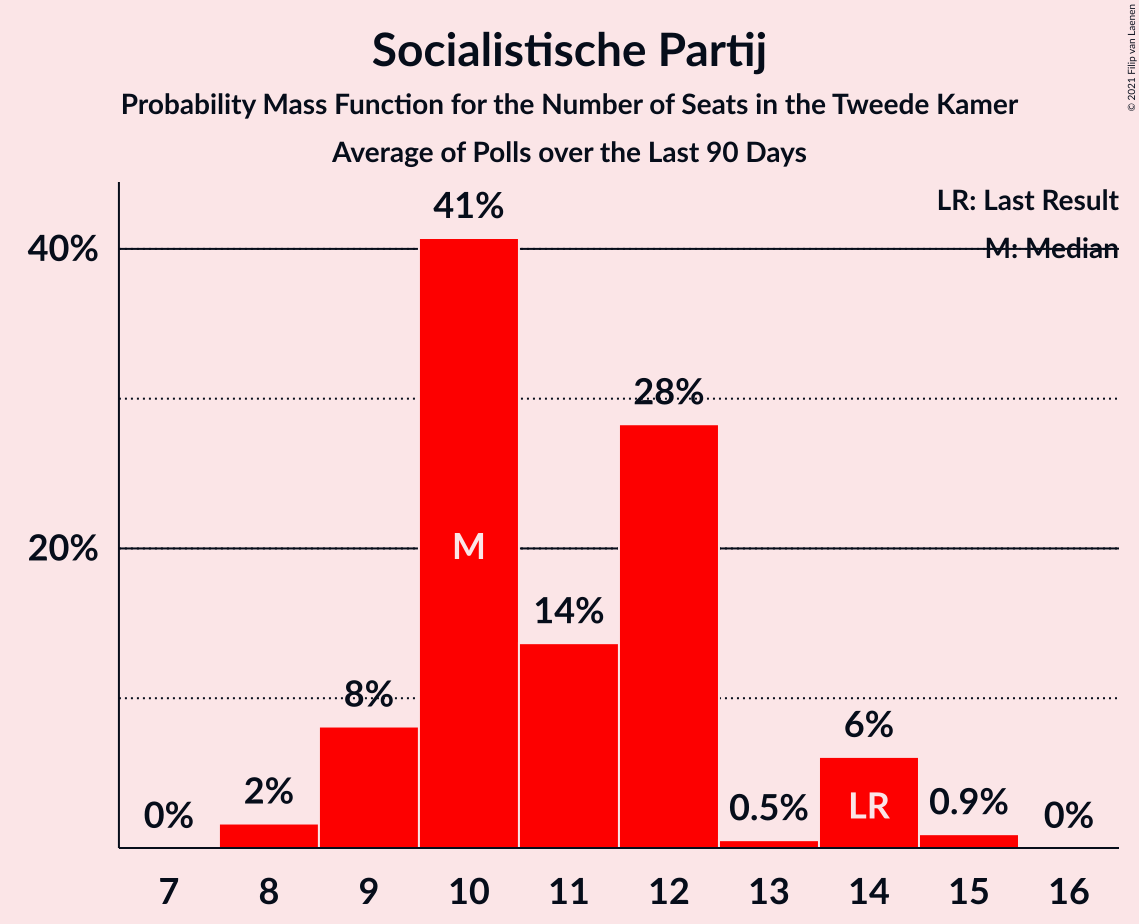 Socialistische Partij
Probability Mass Function for the Number of Seats in the Tweede Kamer
Average of Polls over the Last 90 Days
© 2021 Filip van Laenen
LR: Last Result
M: Median
40%
20%
0%
2%
8%
41%
14%
28%
0.5%
6%
0.9%
0%
M
LR
7 8 9 10 11 12 13 14 15 16